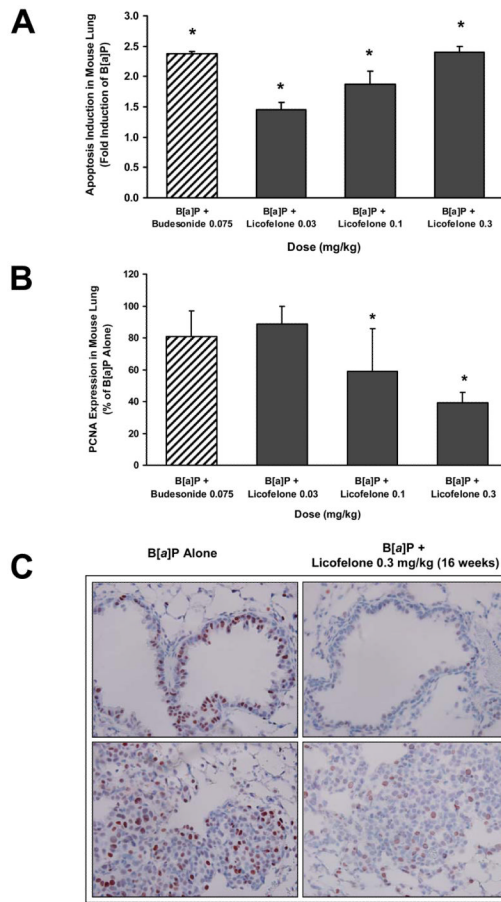 A
Apoptosis Induction in Mouse Lung
(Fold Induction of B[a]P)
3.0
2.5
2.0
1.5
1.0
0.5
0.0
*
*
*
*
B[a]P +
Budesonide 0.075
B[a]P +
Licofelone 0.03
B[a]P +
Licofelone 0.1
B[a]P +
Licofelone 0.3
Dose (mg/kg)
B
PCNA Expression in Mouse Lung
(% of B[a]P Alone)
120
100
80
60
40
20
0
*
*
B[a]P +
Budesonide 0.075
B[a]P +
Licofelone 0.03
B[a]P +
Licofelone 0.1
B[a]P +
Licofelone 0.3
Dose (mg/kg)
C
B[a]P Alone
B[a]P +
Licofelone 0.3 mg/kg (16 weeks)